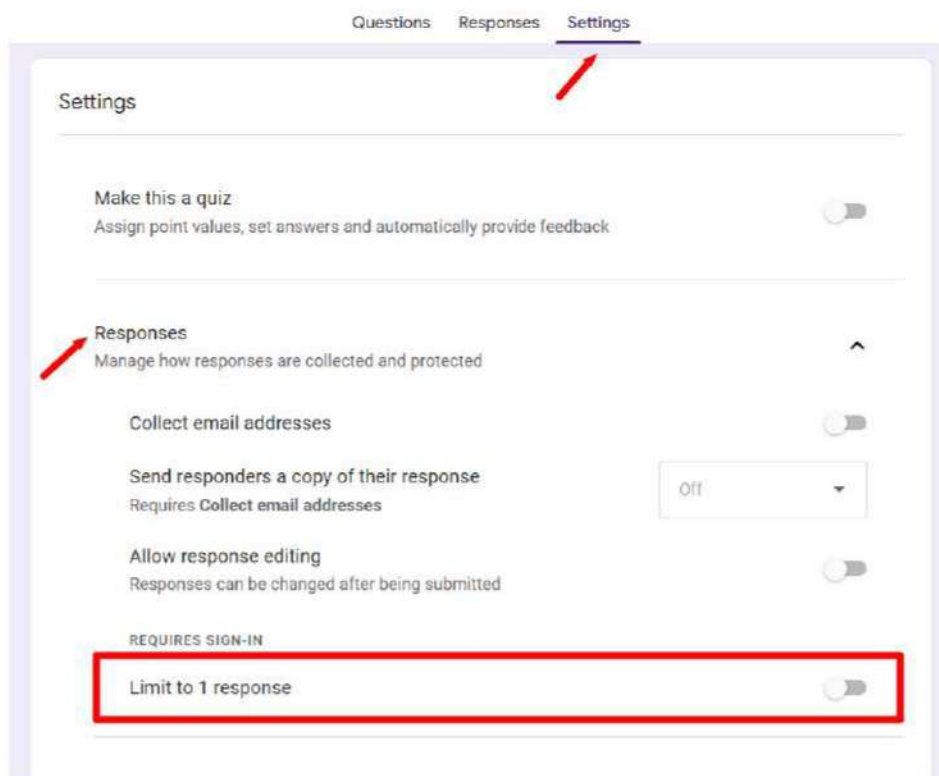 Questions Responses Settings
Settings
Make this a quiz
Assign point values, set answers and automatically provide feedback
Responses
Manage how responses are collected and protected
Collect email addresses
Send responders a copy of their response
Requires Collect email addresses
Off
Allow response editing
Responses can be changed after being submitted
REQUIRES SIGN-IN
Limit to 1 response